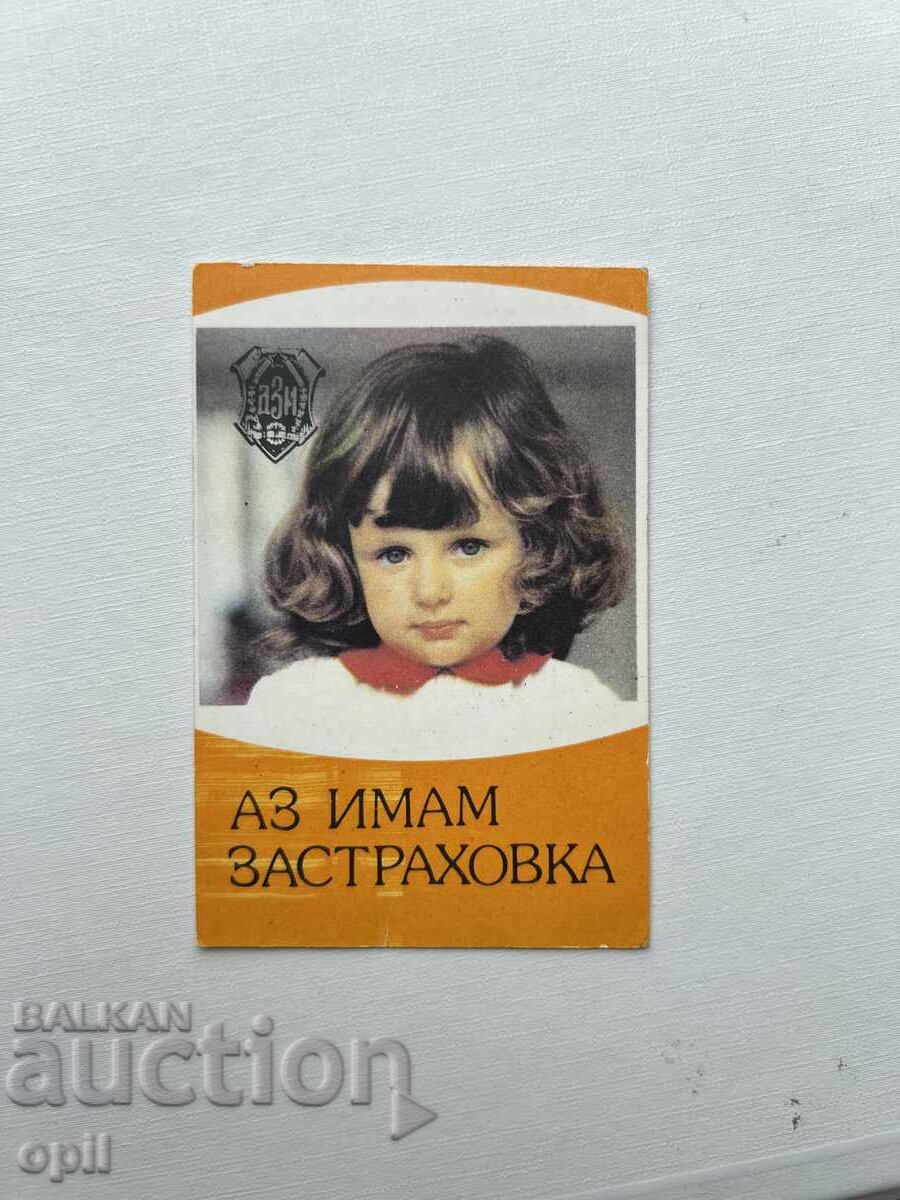 ДЗИ
АЗ ИМАМ
ЗАСТРАХОВКА
BALKAN
auction
opil